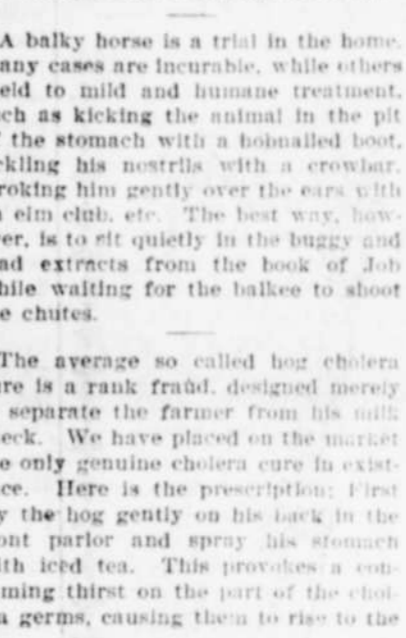 A balky horse is a trial in the home.
any cases are incurable, while others
eld to mild and humane treatment,
ch as kicking the animal in the pit
f the stomach with a hobnailed boot,
ckling his nostrils with a crowbar,
roking him gently over the ears with
n elm club, etc. The best way, how-
er, is to sit quietly in the buggy and
ad extracts from the book of Job
hile waiting for the balkee to shoot
e chutes.
The average so called hog cholera
re is a rank fraud, designed merely
separate the farmer from his milk
eck. We have placed on the market
e only genuine cholera cure in exist-
ce. Here is the prescription: First
y the hog gently on his back in the
ont parlor and spray his stomach
ith iced tea. This provokes a con-
ming thirst on the part of the chol-
a germs, causing them to rise to the